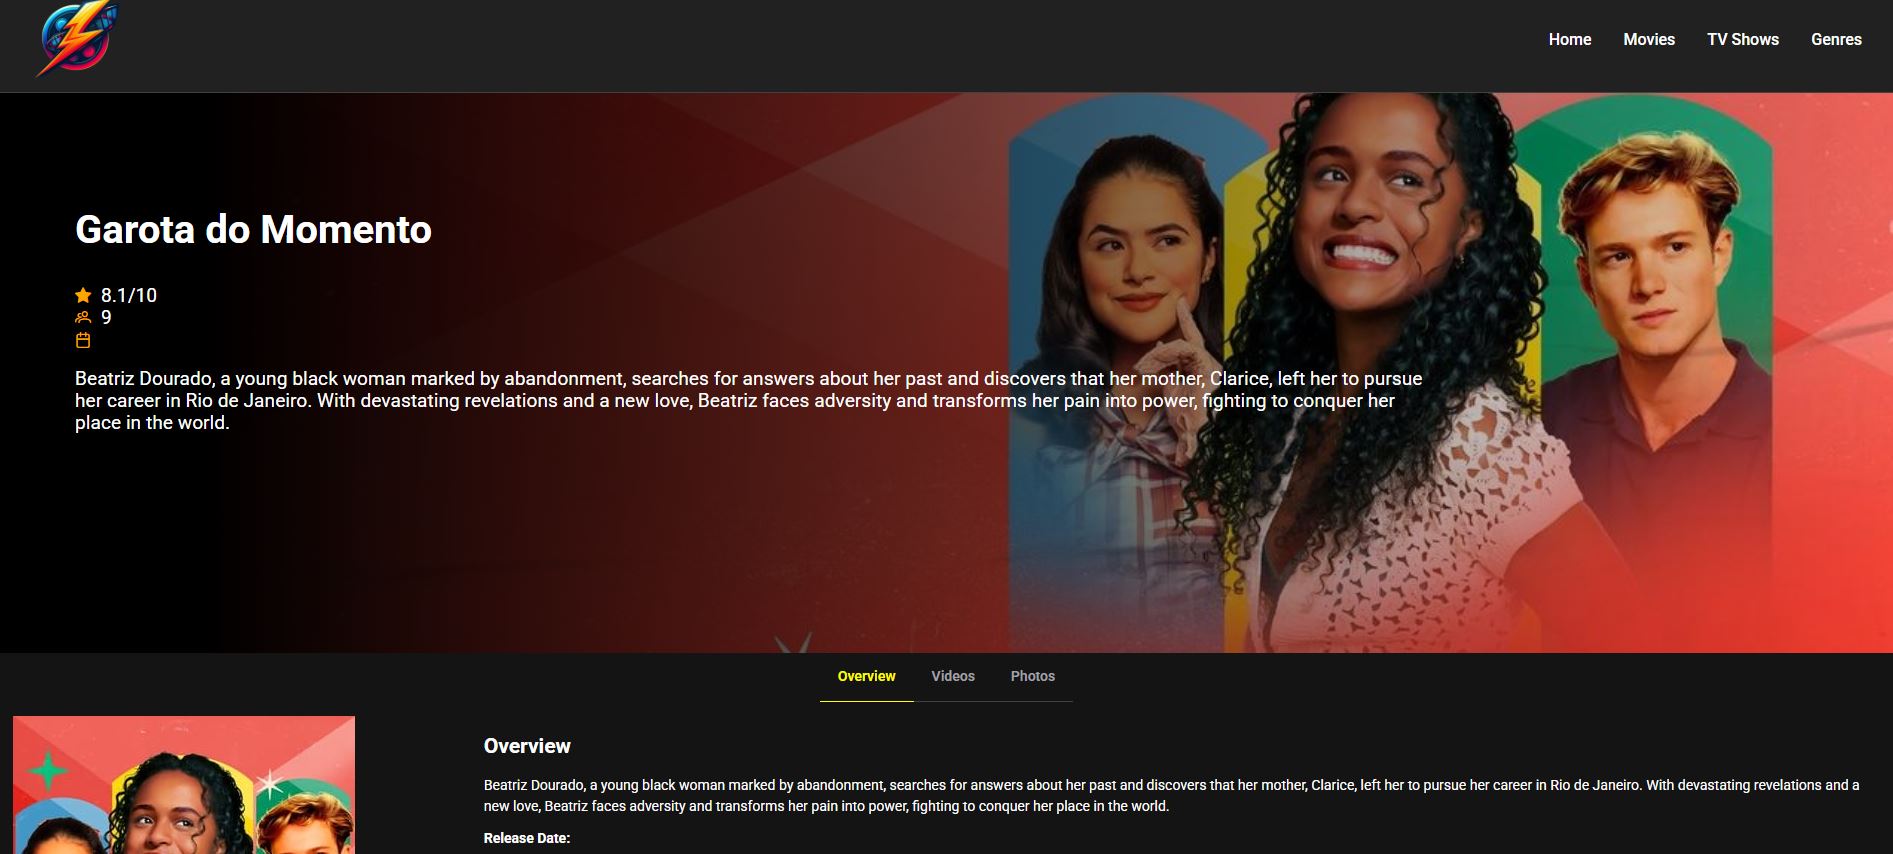 Home Movies TV Shows Genres
Garota do Momento
8.1/10
9
Beatriz Dourado, a young black woman marked by abandonment, searches for answers about her past and discovers that her mother, Clarice, left her to pursue
her career in Rio de Janeiro. With devastating revelations and a new love, Beatriz faces adversity and transforms her pain into power, fighting to conquer her
place in the world.
Overview Videos Photos
Overview
Beatriz Dourado, a young black woman marked by abandonment, searches for answers about her past and discovers that her mother, Clarice, left her to pursue her career in Rio de Janeiro. With devastating revelations and a
new love, Beatriz faces adversity and transforms her pain into power, fighting to conquer her place in the world.
Release Date: